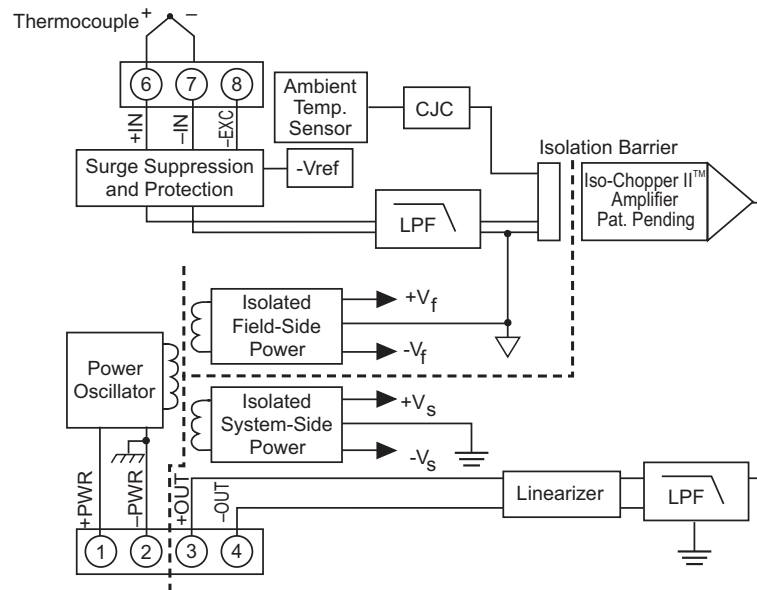 Thermocouple + –
6 7 8
+IN
–IN
–EXC
Surge Suppression
and Protection
-Vref
Ambient
Temp.
Sensor
CJC
LPF
Isolation Barrier
Iso-Chopper II™
Amplifier
Pat. Pending
Isolated
Field-Side
Power
+Vf
-Vf
Power
Oscillator
Isolated
System-Side
Power
+Vs
-Vs
+PWR
–PWR
+OUT
–OUT
1 2 3 4
Linearizer
LPF